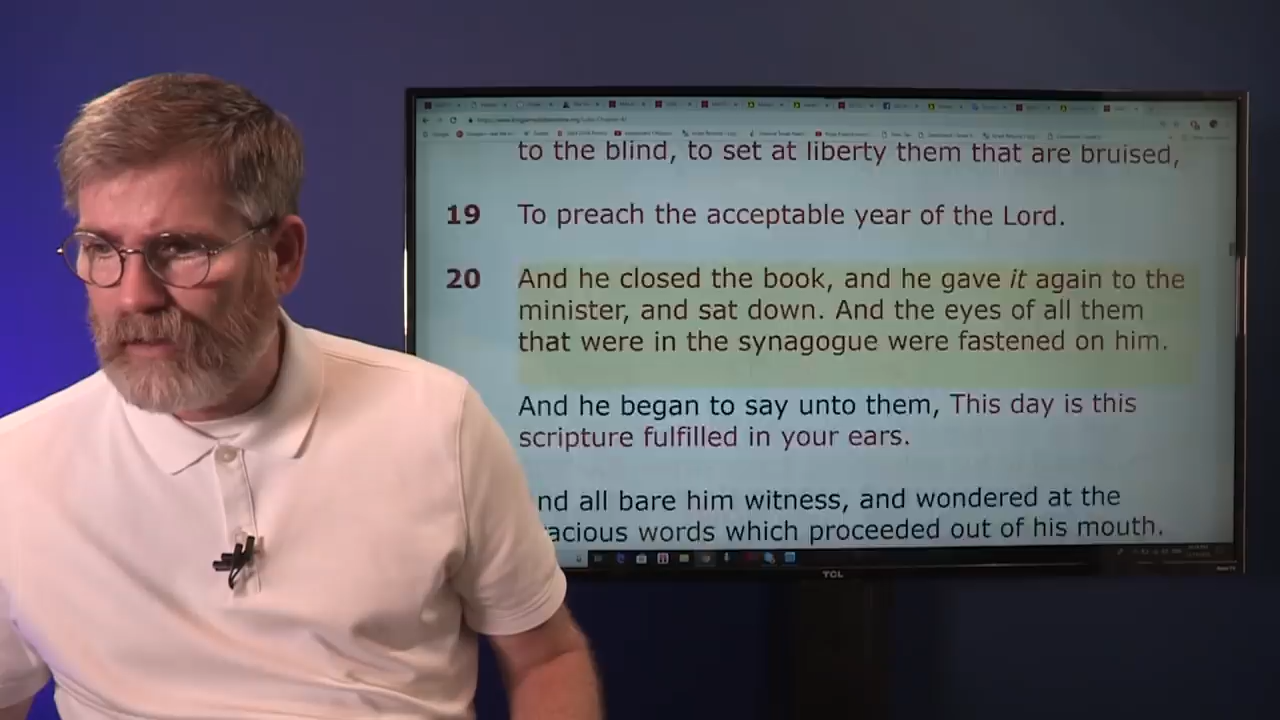 to the blind, to set at liberty them that are bruised,
19 To preach the acceptable year of the Lord.
20 And he closed the book, and he gave it again to the
minister, and sat down. And the eyes of all them
that were in the synagogue were fastened on him.
And he began to say unto them, This day is this
scripture fulfilled in your ears.
nd all bare him witness, and wondered at the
acious words which proceeded out of his mouth.
TCL